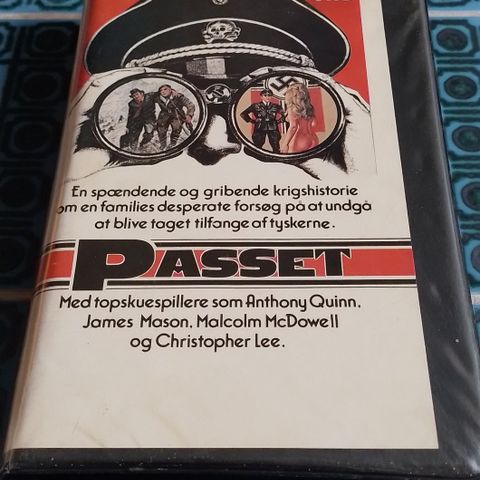 En spændende og gribende krigshistorie
om en families desperate forsøg på at undgå
at blive taget tilfange af tyskerne.
PASSET
Med topskuespillere som Anthony Quinn,
James Mason, Malcolm McDowell
og Christopher Lee.